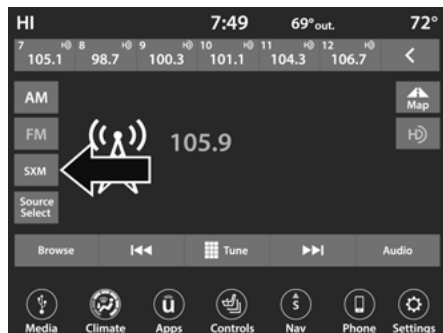 HI 7:49 69° out. 72°
7 8 9 10 11 12
105.1 98.7 100.3 101.1 104.3 106.7
AM
Map
FM 105.9 HD
SXM
Source
Select
Browse Tune Audio
ū S
Media Climate Apps Controls Nav Phone Settings